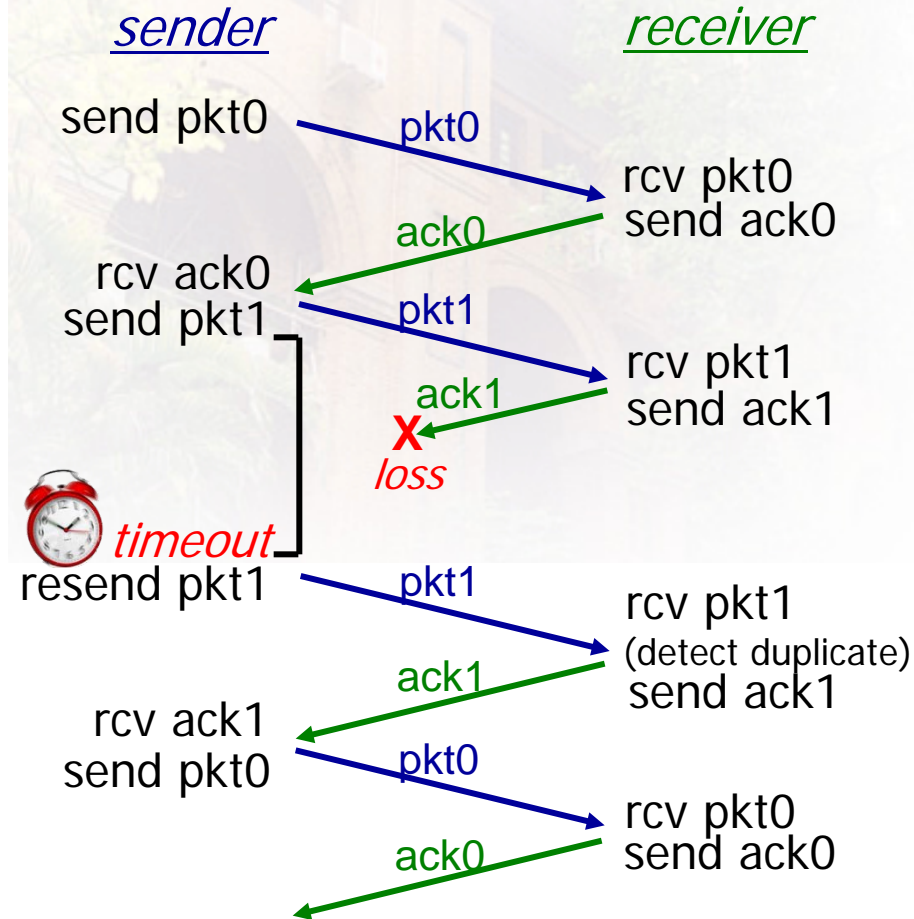 sender
receiver
send pkt0
pkt0
rcv pkt0
send ack0
ack0
rcv ack0
send pkt1
pkt1
rcv pkt1
send ack1
ack1
X
loss
timeout
resend pkt1
pkt1
rcv pkt1
(detect duplicate)
send ack1
ack1
rcv ack1
send pkt0
pkt0
rcv pkt0
send ack0
ack0